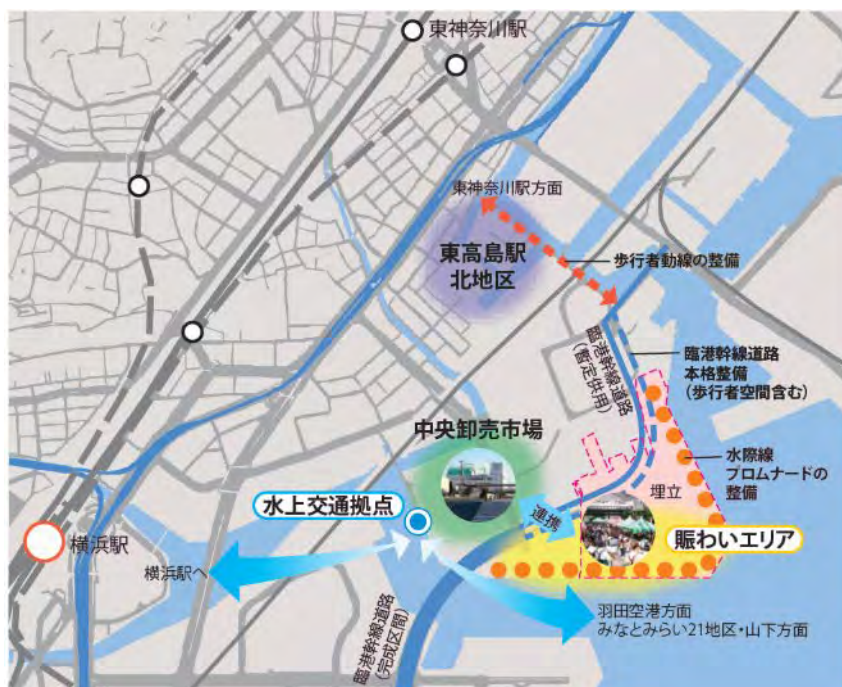 東神奈川駅
東神奈川駅方面
東高島駅
北地区
歩行者動線の整備
臨港幹線道路
(暫定供用)
臨港幹線道路
本格整備
(歩行者空間含む)
中央卸売市場
水際線
プロムナードの
整備
埋立
水上交通拠点
連携
賑わいエリア
横浜駅
横浜駅へ
羽田空港方面
みなとみらい21地区・山下方面
臨港幹線道路
(完成区間)